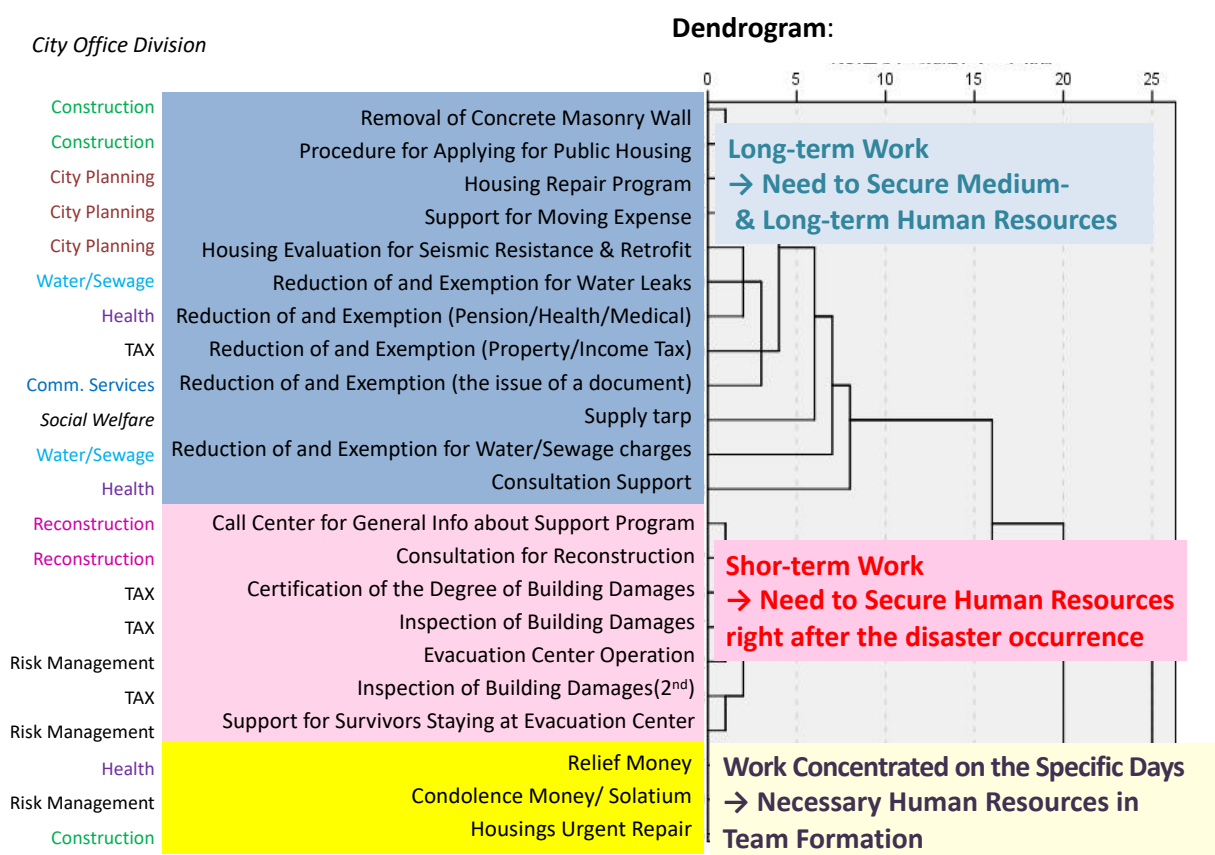 Dendrogram:
City Office Division
0 5 10 15 20 25
Construction Removal of Concrete Masonry Wall
Construction Procedure for Applying for Public Housing
City Planning Housing Repair Program
City Planning Support for Moving Expense
City Planning Housing Evaluation for Seismic Resistance & Retrofit
Water/Sewage Reduction of and Exemption for Water Leaks
Health Reduction of and Exemption (Pension/Health/Medical)
TAX Reduction of and Exemption (Property/Income Tax)
Comm. Services Reduction of and Exemption (the issue of a document)
Social Welfare Supply tarp
Water/Sewage Reduction of and Exemption for Water/Sewage charges
Health Consultation Support
Reconstruction Call Center for General Info about Support Program
Reconstruction Consultation for Reconstruction
TAX Certification of the Degree of Building Damages
TAX Inspection of Building Damages
Risk Management Evacuation Center Operation
TAX Inspection of Building Damages(2nd)
Risk Management Support for Survivors Staying at Evacuation Center
Health Relief Money
Risk Management Condolence Money/ Solatium
Construction Housings Urgent Repair
Long-term Work
→ Need to Secure Medium-
& Long-term Human Resources
Shor-term Work
→ Need to Secure Human Resources
right after the disaster occurrence
Work Concentrated on the Specific Days
→ Necessary Human Resources in
Team Formation